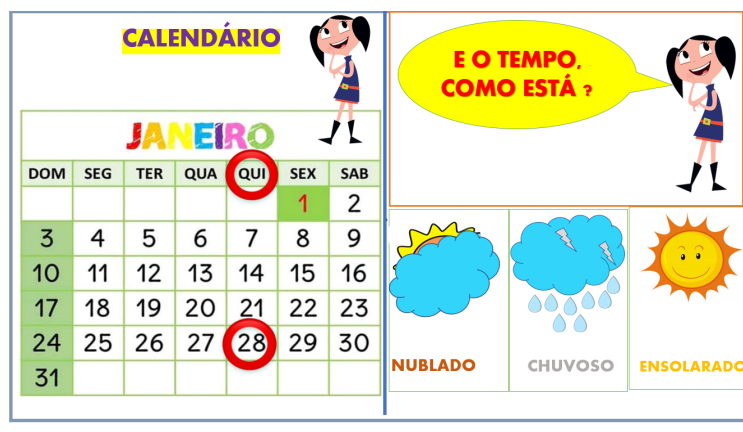 CALENDÁRIO
JANEIRO
DOM SEG TER QUA QUI SEX SAB
1 2
3 4 5 6 7 8 9
10 11 12 13 14 15 16
17 18 19 20 21 22 23
24 25 26 27 28 29 30
31
E O TEMPO,
COMO ESTÁ ?
NUBLADO
CHUVOSO
ENSOLARADO